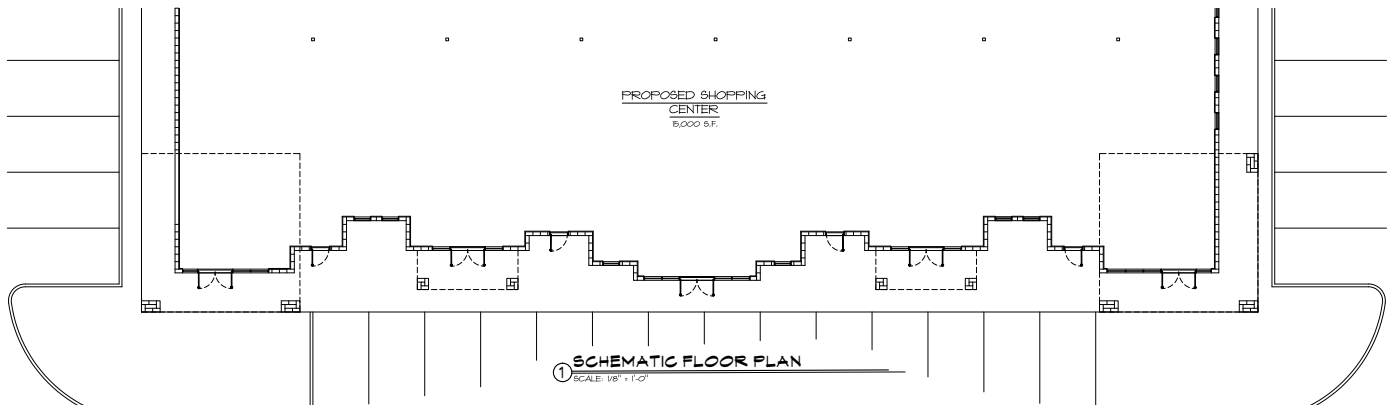 PROPOSED SHOPPING
CENTER
15,000 S.F.
1 SCHEMATIC FLOOR PLAN
SCALE: 1/8" = 1'-0"